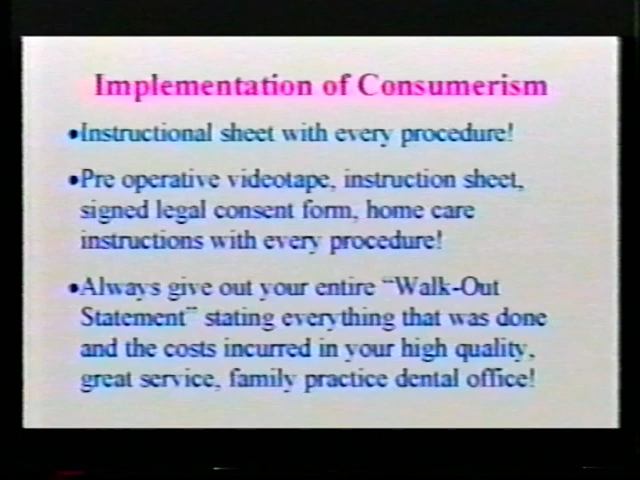 Implementation of Consumerism
•Instructional sheet with every procedure!
•Pre operative videotape, instruction sheet,
signed legal consent form, home care
instructions with every procedure!
•Always give out your entire "Walk-Out
Statement" stating everything that was done
and the costs incurred in your high quality,
great service, family practice dental office!